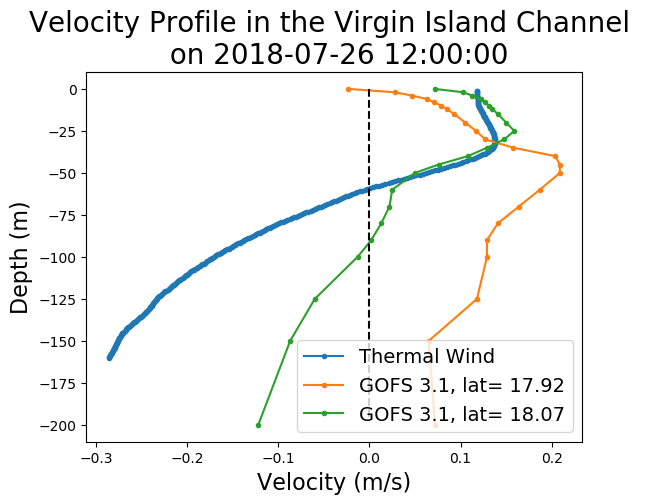 Velocity Profile in the Virgin Island Channel
on 2018-07-26 12:00:00
0
−25
−50
−75
−100
−125
−150
−175
−200
Depth (m)
Thermal Wind
GOFS 3.1, lat= 17.92
GOFS 3.1, lat= 18.07
−0.3
−0.2
−0.1
0.0
0.1
0.2
Velocity (m/s)